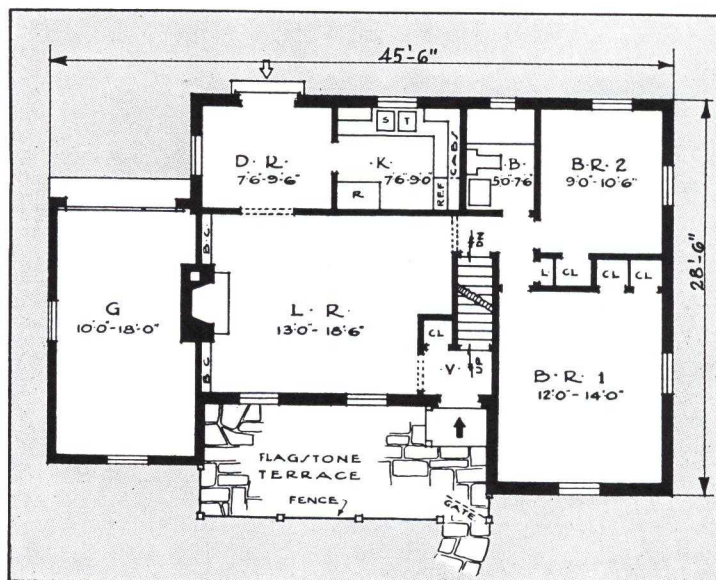 45'-6"
D. R.
7'6"-9'6"
S T
K.
7'6"-9'0"
CABS
REF
R
B.
5'0"-7'6"
B.R. 2
9'0"-10'6"
28'-6"
B.C.
DN
L
CL
CL
CL
G
10'0"-18'0"
L. R.
13'0"-18'6"
CL
B.C.
V.
UP
B. R. 1
12'0"-14'0"
FLAGSTONE
TERRACE
FENCE
GATE